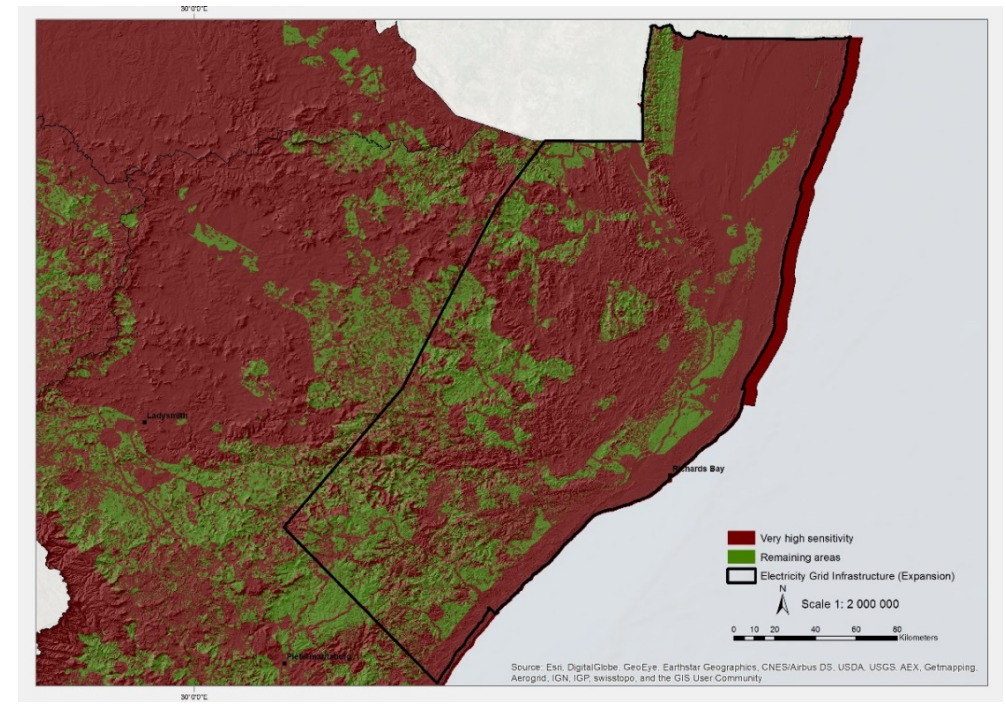 30°0'0"E
Ladysmith
Richards Bay
Very high sensitivity
Remaining areas
Electricity Grid Infrastructure (Expansion)
N
Scale 1: 2 000 000
0 10 20 40 60 80
Kilometers
Pietermaritzburg
Source: Esri, DigitalGlobe, GeoEye, Earthstar Geographics, CNES/Airbus DS, USDA, USGS, AEX, Getmapping,
Aerogrid, IGN, IGP, swisstopo, and the GIS User Community
30°0'0"E